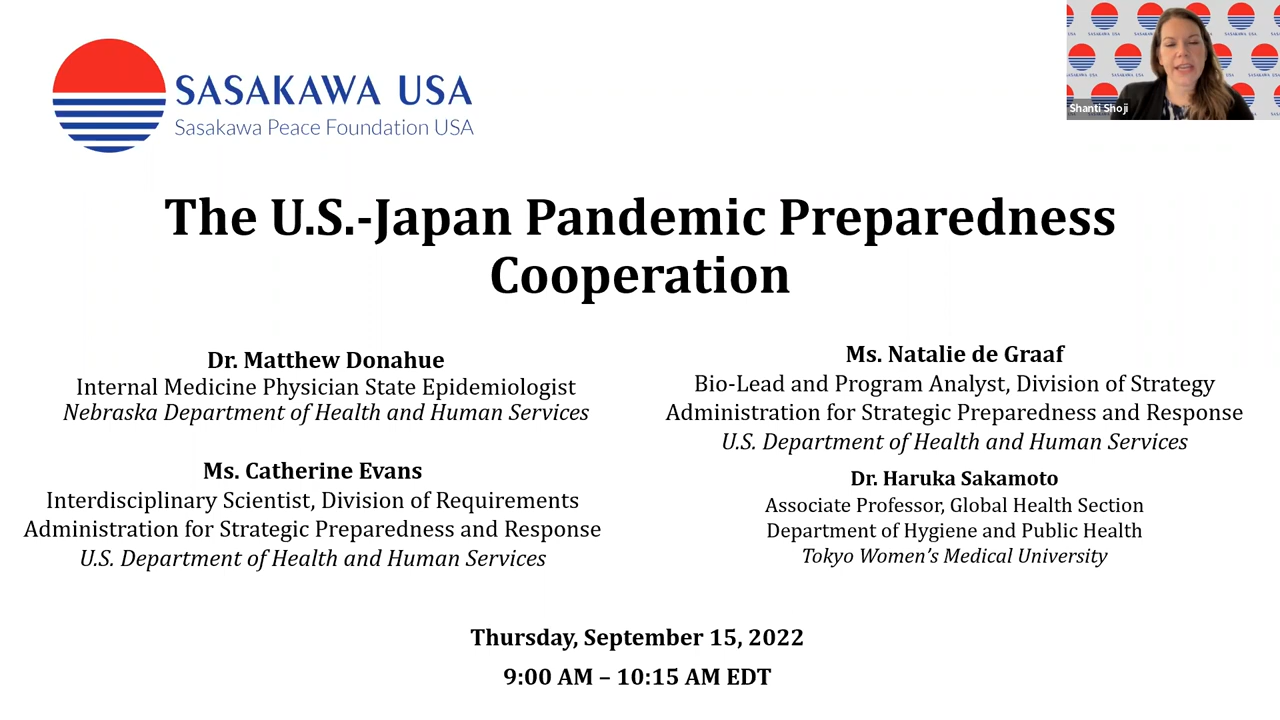 SASAKAWA USA
Sasakawa Peace Foundation USA
Shanti Shoji
The U.S.-Japan Pandemic Preparedness
Cooperation
Dr. Matthew Donahue
Internal Medicine Physician State Epidemiologist
Nebraska Department of Health and Human Services
Ms. Natalie de Graaf
Bio-Lead and Program Analyst, Division of Strategy
Administration for Strategic Preparedness and Response
U.S. Department of Health and Human Services
Ms. Catherine Evans
Interdisciplinary Scientist, Division of Requirements
Administration for Strategic Preparedness and Response
U.S. Department of Health and Human Services
Dr. Haruka Sakamoto
Associate Professor, Global Health Section
Department of Hygiene and Public Health
Tokyo Women’s Medical University
Thursday, September 15, 2022
9:00 AM – 10:15 AM EDT